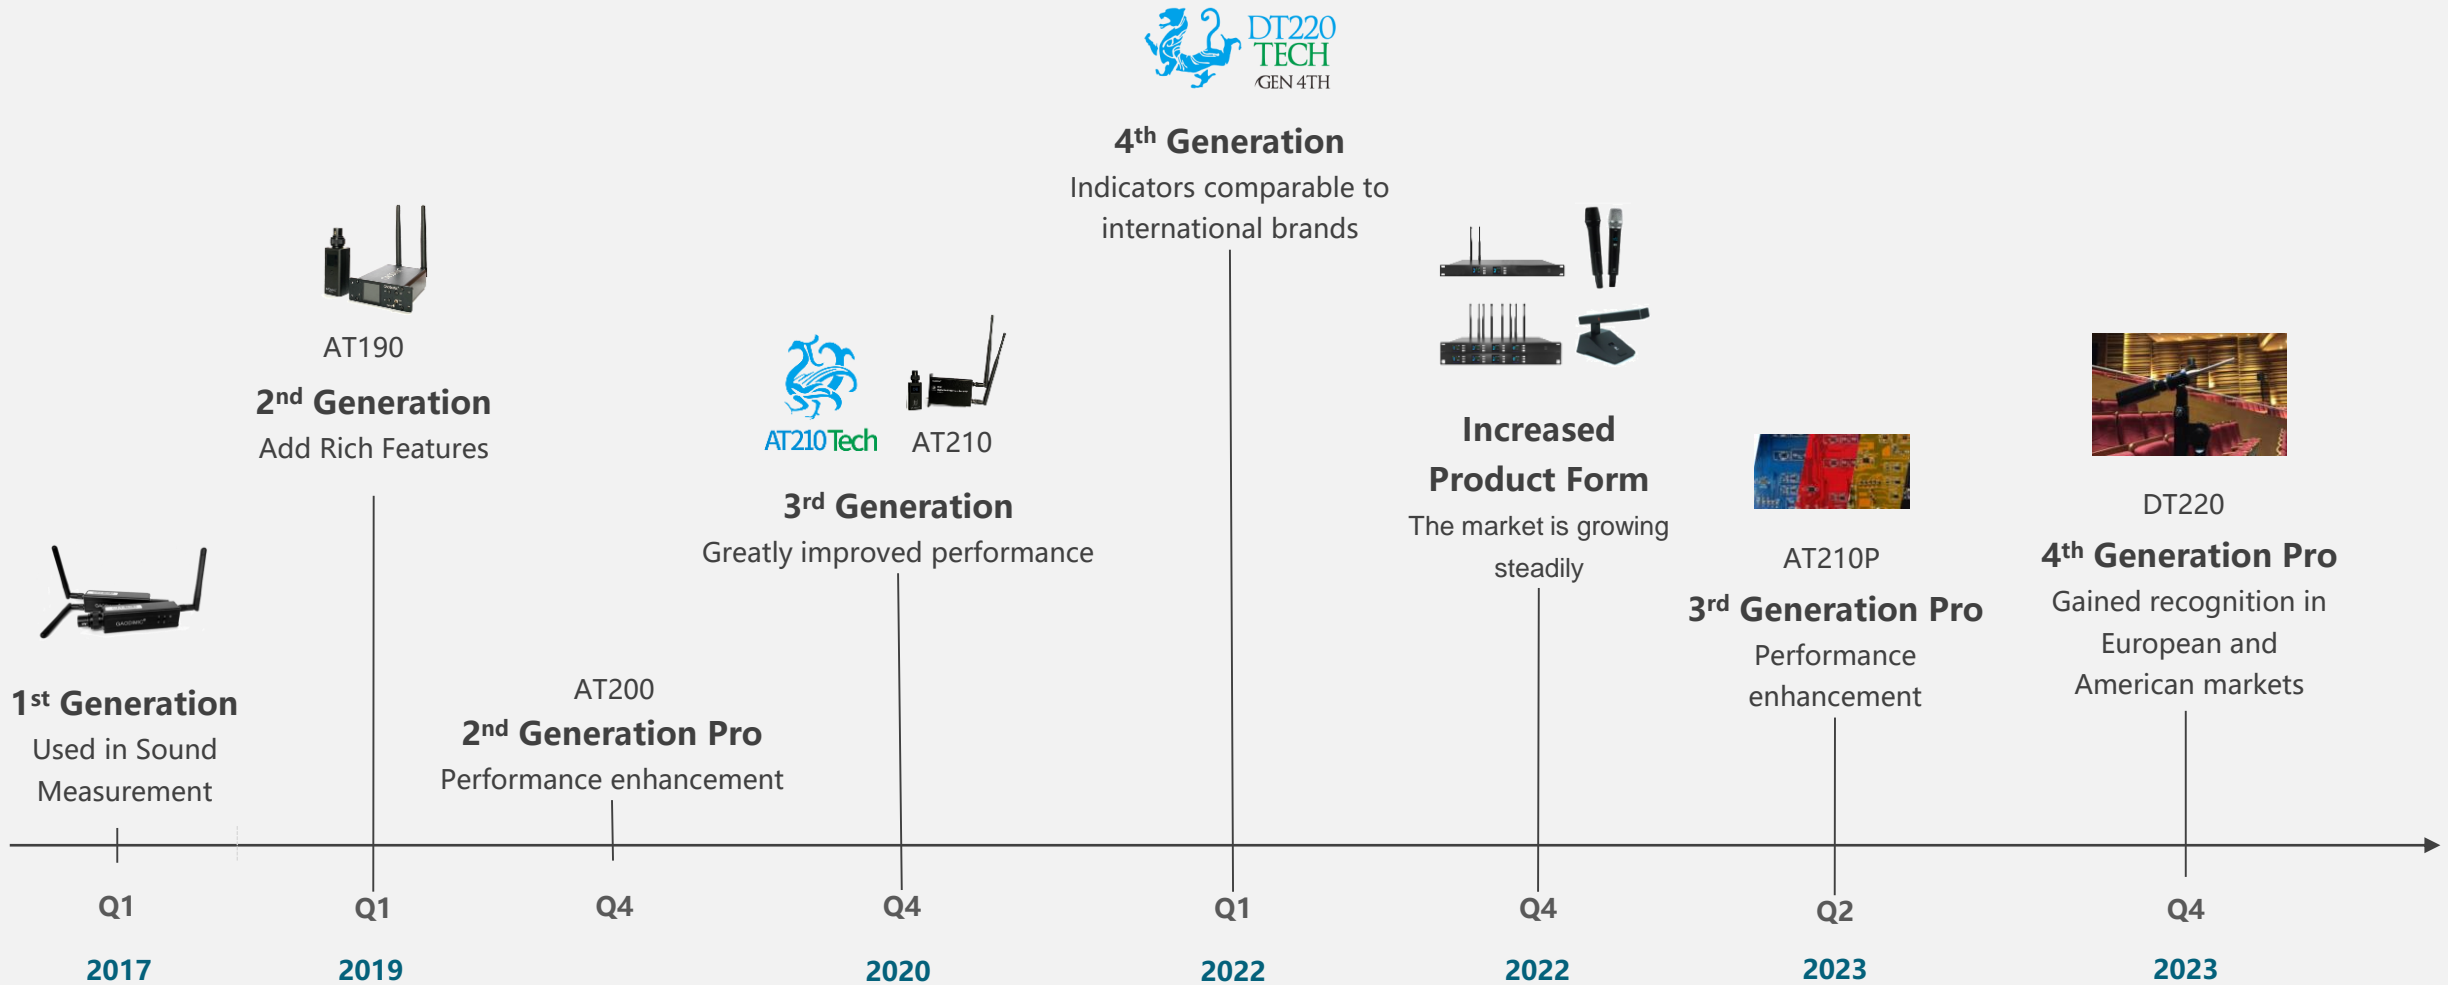 DT220
TECH
GEN 4TH
4th Generation
Indicators comparable to
international brands
AT190
2nd Generation
Add Rich Features
AT210 Tech
AT210
3rd Generation
Greatly improved performance
Increased
Product Form
The market is growing
steadily
AT210P
3rd Generation Pro
Performance
enhancement
DT220
4th Generation Pro
Gained recognition in
European and
American markets
1st Generation
Used in Sound
Measurement
AT200
2nd Generation Pro
Performance enhancement
Q1
Q1
Q4
Q4
Q1
Q4
Q2
Q4
2017
2019
2020
2022
2022
2023
2023